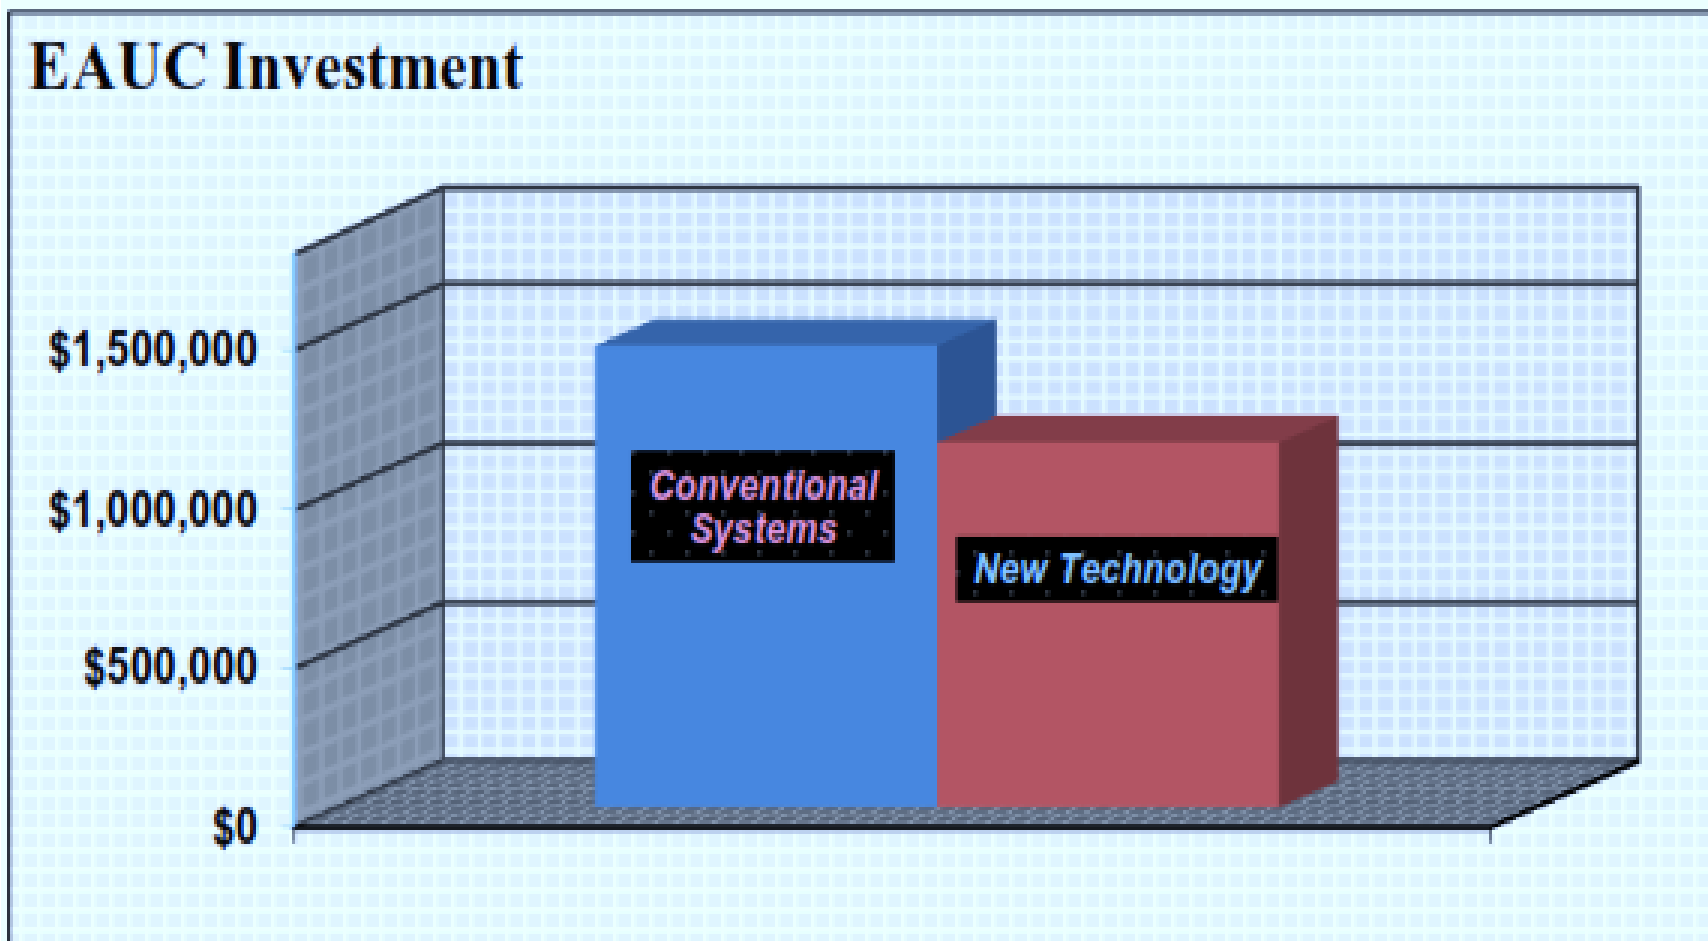 EAUC Investment
$1,500,000
$1,000,000
$500,000
$0
Conventional
Systems
New Technology